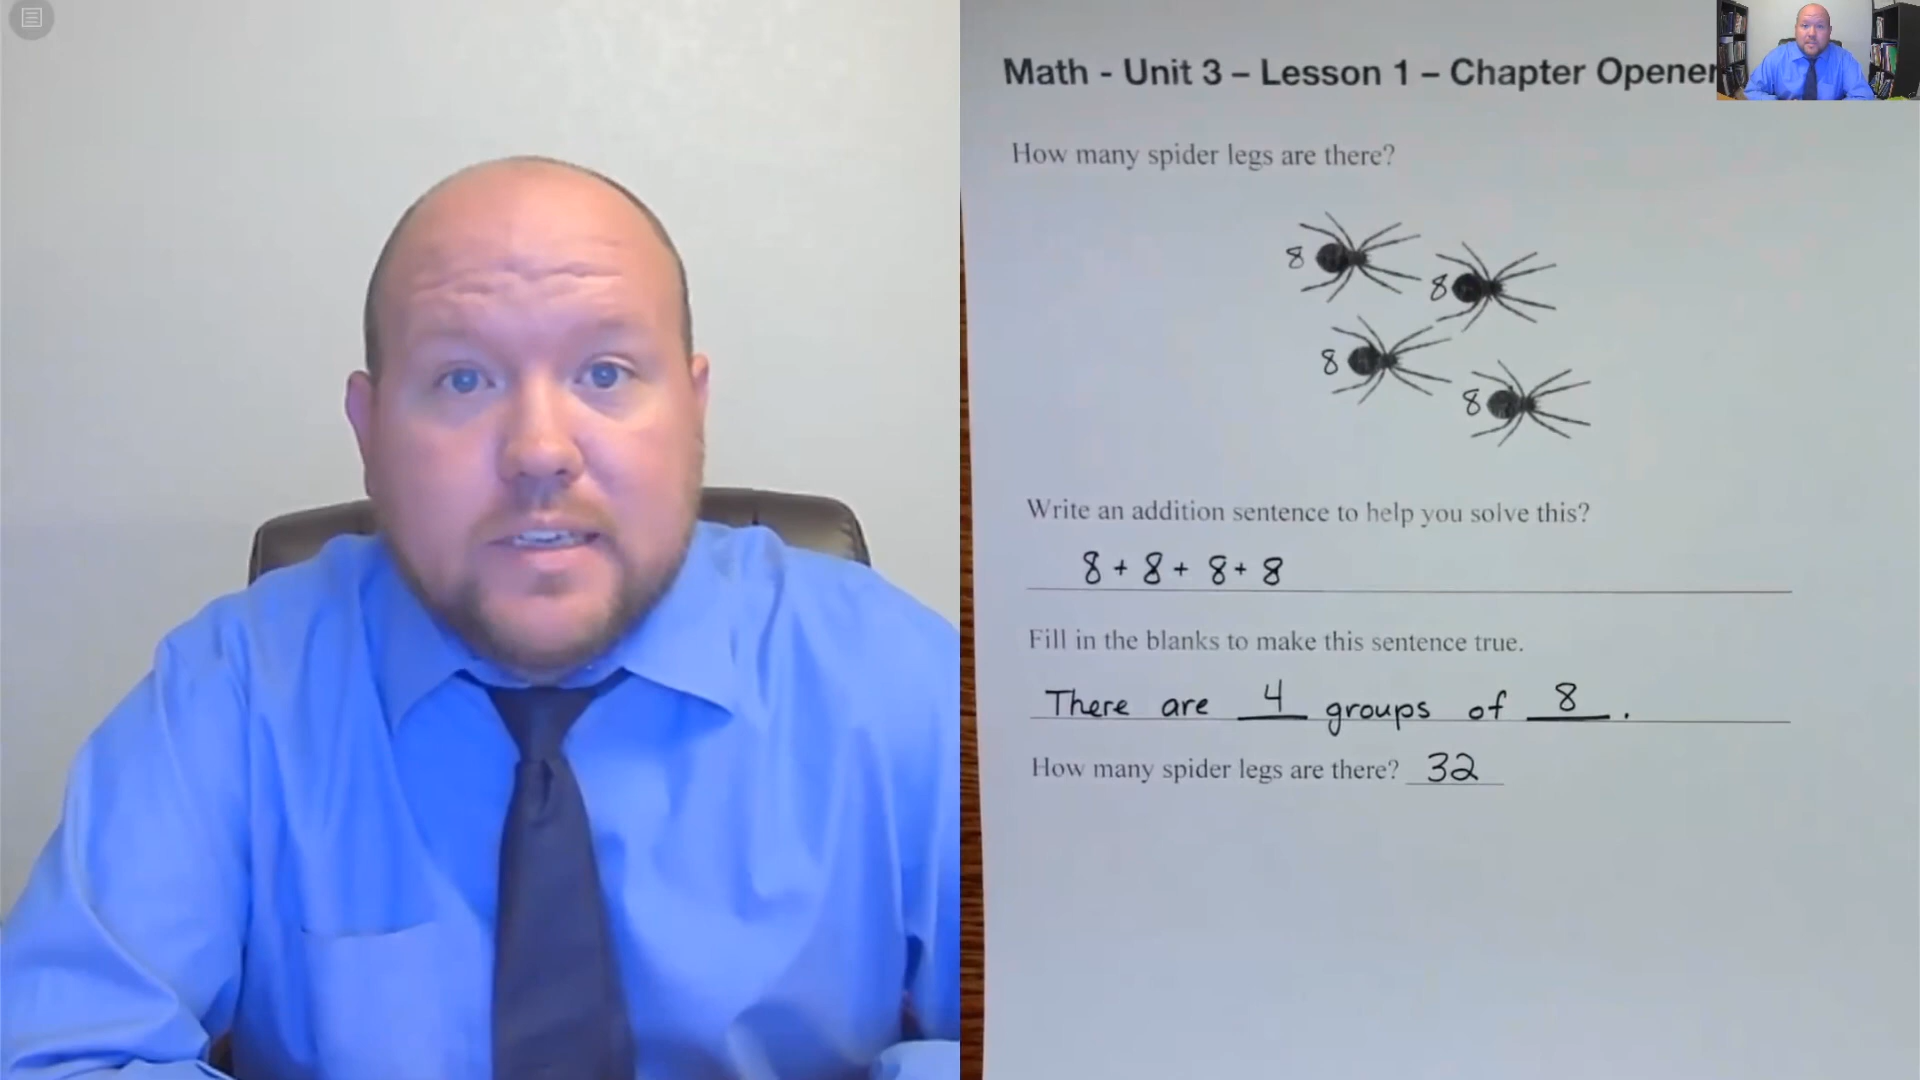 Math - Unit 3 – Lesson 1 – Chapter Opener
How many spider legs are there?
8
8
8
8
Write an addition sentence to help you solve this?
8 + 8 + 8 + 8
Fill in the blanks to make this sentence true.
There are 4 groups of 8.
How many spider legs are there? 32